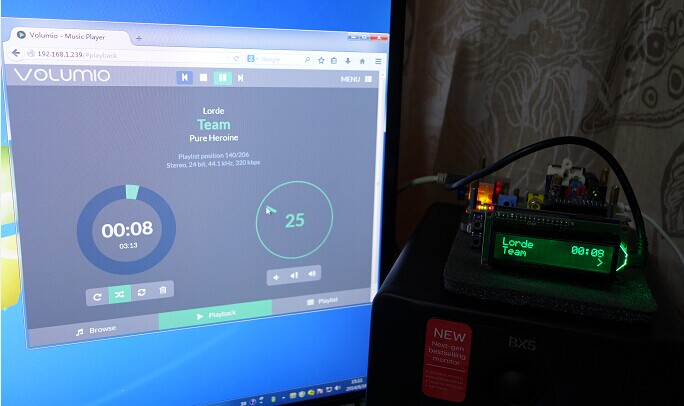 Volumio - Music Player
192.168.1.239/#playback
Google
VOLUMIO
MENU
Lorde
Team
Pure Heroine
Playlist position 140/206
Stereo, 24 bit, 44.1 kHz, 320 kbps
00:08
03:13
25
Browse
Playback
Playlist
Lorde 00:08
Team >
NEW
Next-gen
bestselling
monitor
BX5